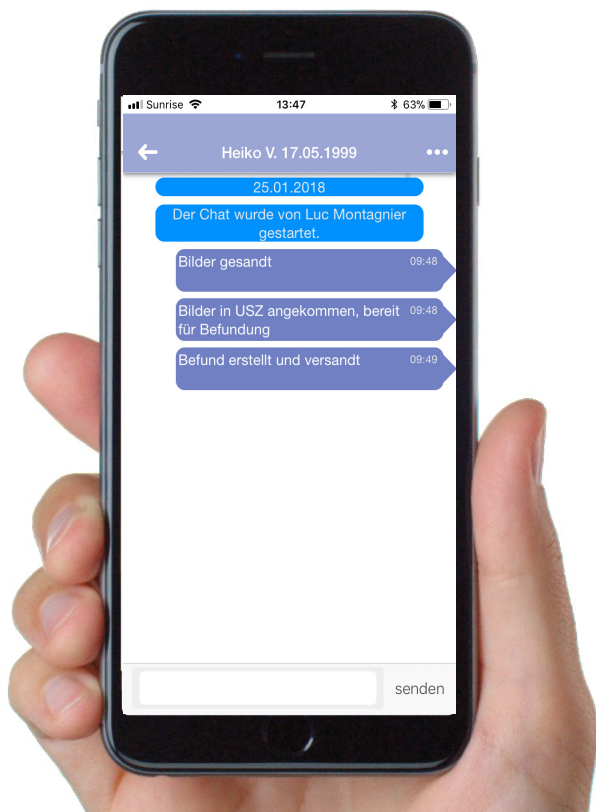 Sunrise 13:47 63%
Heiko V. 17.05.1999
25.01.2018
Der Chat wurde von Luc Montagnier
gestartet.
Bilder gesandt 09:48
Bilder in USZ angekommen, bereit 09:48
für Befundung
Befund erstellt und versandt 09:49
senden